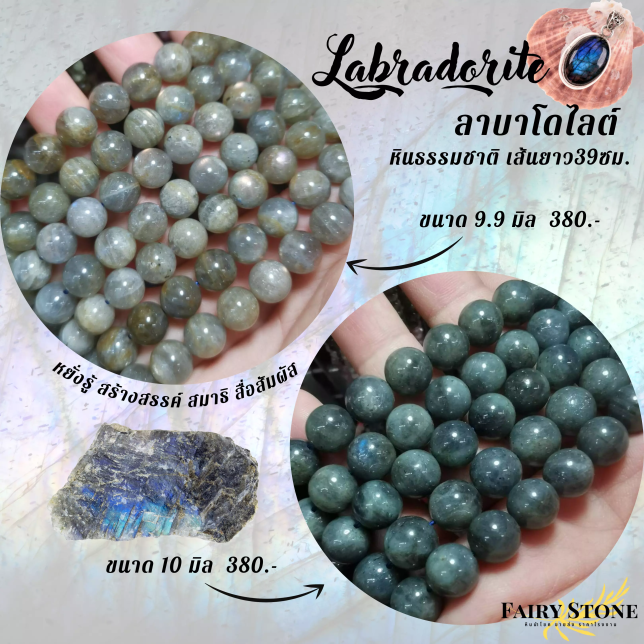 Labradorite
ลาบาโดไลต์
หินธรรมชาติ เส้นยาว39ซม.
ขนาด 9.9 มิล 380.-
หยั่งรู้ สร้างสรรค์ สมาธิ สื่อสัมผัส
ขนาด 10 มิล 380.-
FAIRY STONE